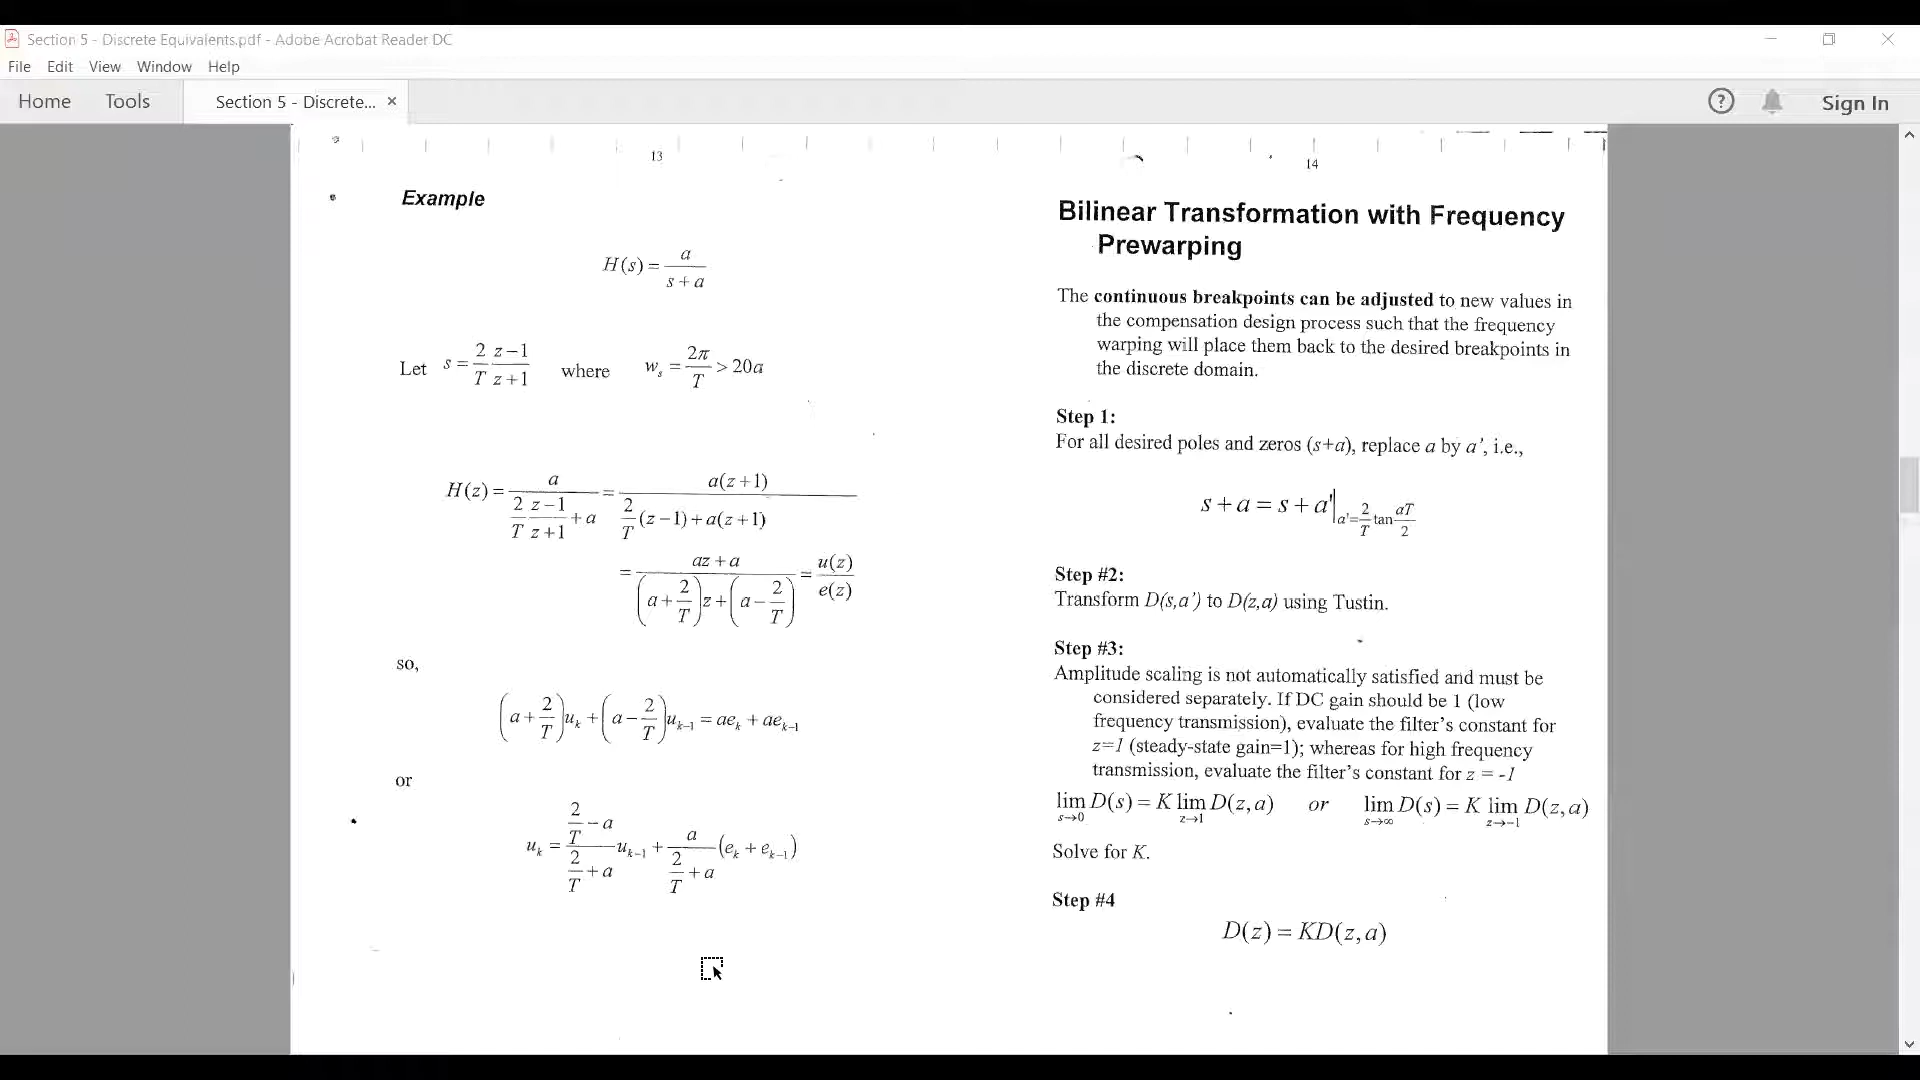 Section 5 - Discrete Equivalents.pdf - Adobe Acrobat Reader DC
File Edit View Window Help
Home Tools Section 5 - Discrete... × Sign In
13
Example
H(s) = a / (s + a)
Let s = (2/T) (z−1)/(z+1) where w_s = 2π/T > 20a
H(z) = a / ((2/T) (z−1)/(z+1) + a) = a(z+1) / ((2/T)(z−1) + a(z+1))
= (az + a) / ((a + 2/T)z + (a − 2/T)) = u(z)/e(z)
so,
(a + 2/T)u_k + (a − 2/T)u_{k−1} = ae_k + ae_{k−1}
or
u_k = ((2/T − a)/(2/T + a)) u_{k−1} + (a/(2/T + a)) (e_k + e_{k−1})
14
Bilinear Transformation with Frequency
Prewarping
The continuous breakpoints can be adjusted to new values in
the compensation design process such that the frequency
warping will place them back to the desired breakpoints in
the discrete domain.
Step 1:
For all desired poles and zeros (s+a), replace a by a', i.e.,
s + a = s + a'|_{a'=(2/T) tan (aT/2)}
Step #2:
Transform D(s,a') to D(z,a) using Tustin.
Step #3:
Amplitude scaling is not automatically satisfied and must be
considered separately. If DC gain should be 1 (low
frequency transmission), evaluate the filter's constant for
z=1 (steady-state gain=1); whereas for high frequency
transmission, evaluate the filter's constant for z = -1
lim_{s→0} D(s) = K lim_{z→1} D(z,a) or lim_{s→∞} D(s) = K lim_{z→−1} D(z,a)
Solve for K.
Step #4
D(z) = KD(z,a)